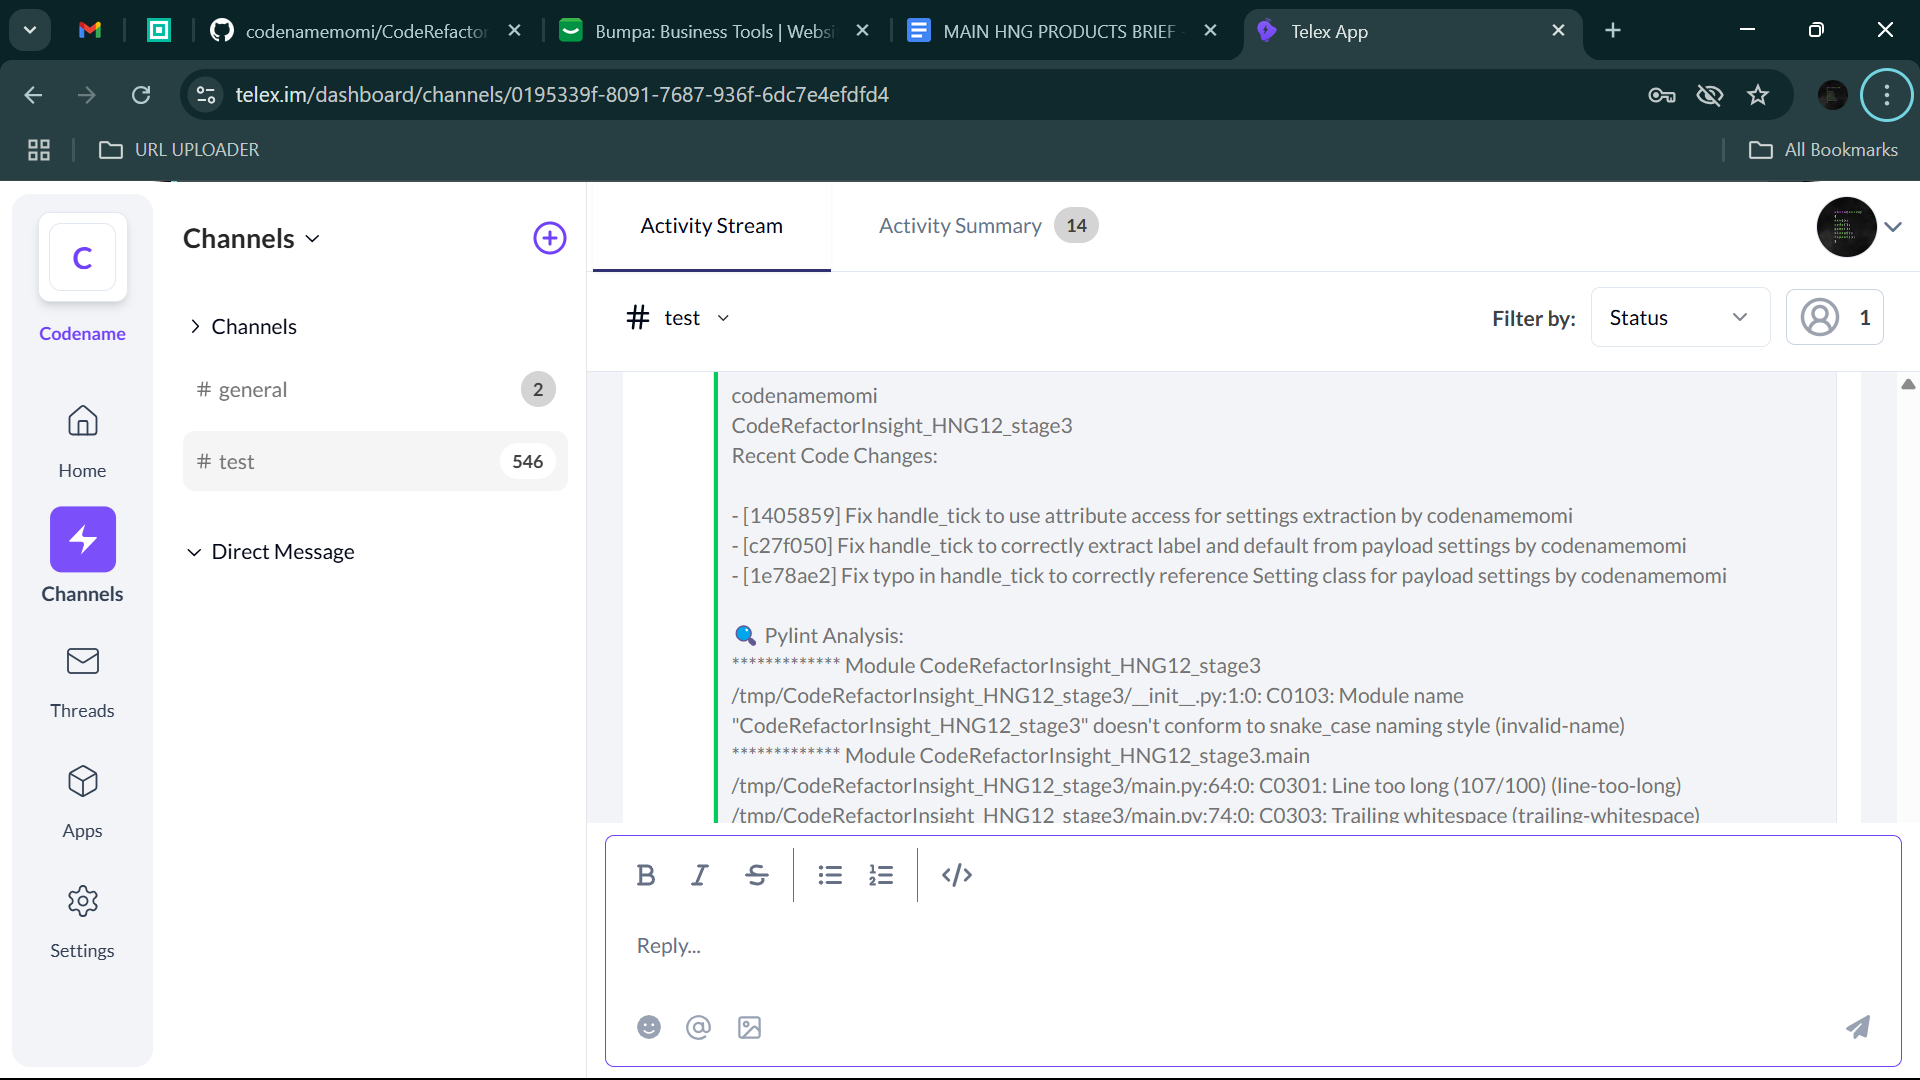 codenamemomi/CodeRefactor
Bumpa: Business Tools | Websi
MAIN HNG PRODUCTS BRIEF
Telex App
telex.im/dashboard/channels/0195339f-8091-7687-936f-6dc7e4efdfd4
URL UPLOADER
All Bookmarks
C
Codename
Home
Channels
Threads
Apps
Settings
Channels
Channels
# general 2
# test 546
Direct Message
Activity Stream
Activity Summary 14
# test
Filter by: Status 1
codenamemomi
CodeRefactorInsight_HNG12_stage3
Recent Code Changes:
- [1405859] Fix handle_tick to use attribute access for settings extraction by codenamemomi
- [c27f050] Fix handle_tick to correctly extract label and default from payload settings by codenamemomi
- [1e78ae2] Fix typo in handle_tick to correctly reference Setting class for payload settings by codenamemomi
🔍 Pylint Analysis:
************* Module CodeRefactorInsight_HNG12_stage3
/tmp/CodeRefactorInsight_HNG12_stage3/__init__.py:1:0: C0103: Module name
"CodeRefactorInsight_HNG12_stage3" doesn't conform to snake_case naming style (invalid-name)
************* Module CodeRefactorInsight_HNG12_stage3.main
/tmp/CodeRefactorInsight_HNG12_stage3/main.py:64:0: C0301: Line too long (107/100) (line-too-long)
/tmp/CodeRefactorInsight_HNG12_stage3/main.py:74:0: C0303: Trailing whitespace (trailing-whitespace)
Reply...